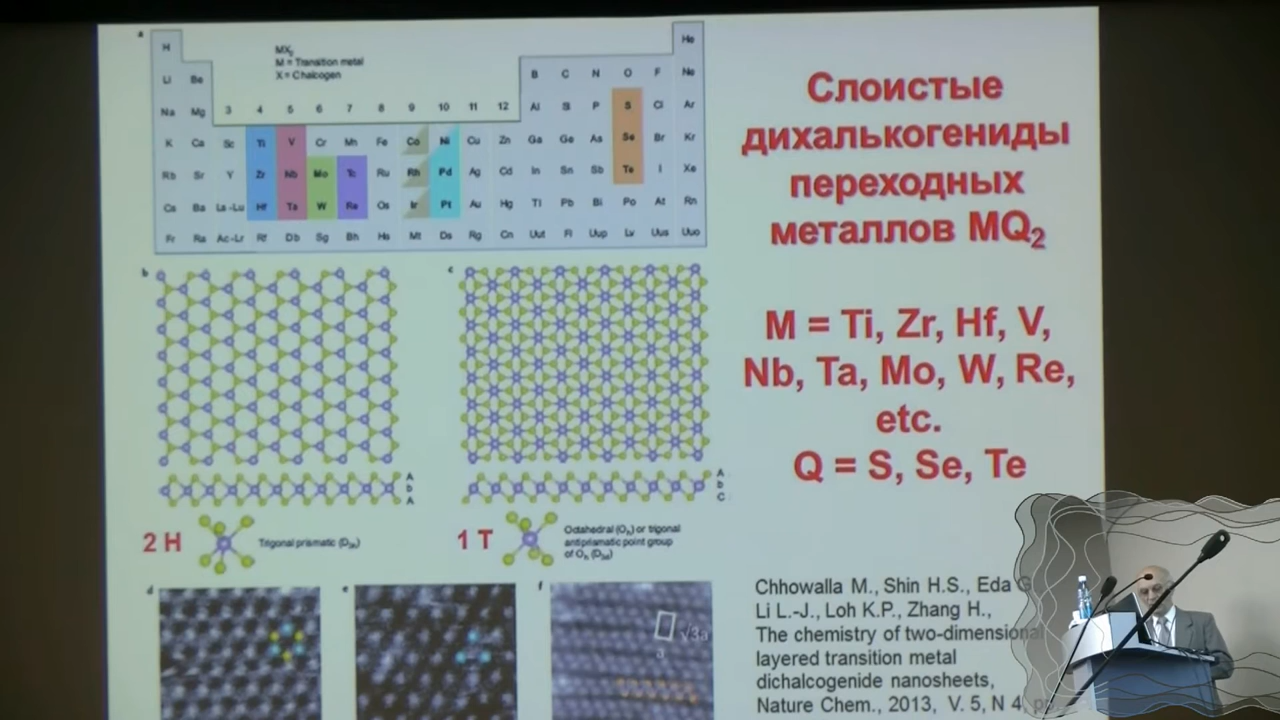 a
H
He
MX2
M = Transition metal
X = Chalcogen
Li Be B C N O F Ne
Na Mg 3 4 5 6 7 8 9 10 11 12 Al Si P S Cl Ar
K Ca Sc Ti V Cr Mn Fe Co Ni Cu Zn Ga Ge As Se Br Kr
Rb Sr Y Zr Nb Mo Tc Ru Rh Pd Ag Cd In Sn Sb Te I Xe
Cs Ba La-Lu Hf Ta W Re Os Ir Pt Au Hg Tl Pb Bi Po At Rn
Fr Ra Ac-Lr Rf Db Sg Bh Hs Mt Ds Rg Cn Uut Fl Uup Lv Uus Uuo
b
c
A
b
A
A
b
C
2 H
Trigonal prismatic (D3h)
1 T
Octahedral (Oh) or trigonal
antiprismatic point group
of Oh (D3d)
d
e
f
√3a
a
Слоистые
дихалькогениды
переходных
металлов MQ2
M = Ti, Zr, Hf, V,
Nb, Ta, Mo, W, Re,
etc.
Q = S, Se, Te
Chhowalla M., Shin H.S., Eda G
Li L.-J., Loh K.P., Zhang H.,
The chemistry of two-dimensional
layered transition metal
dichalcogenide nanosheets,
Nature Chem., 2013, V. 5, N 4, pp